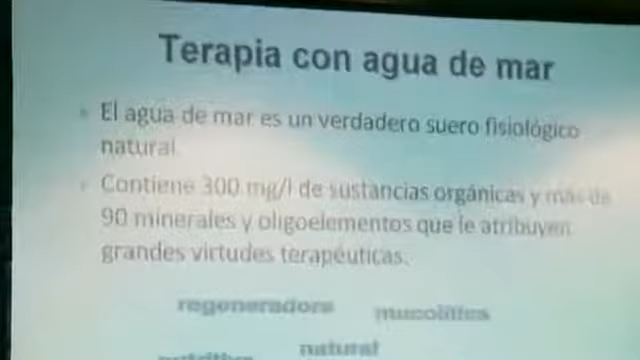 Terapia con agua de mar
El agua de mar es un verdadero suero fisiológico
natural.
Contiene 300 mg/l de sustancias orgánicas y más de
90 minerales y oligoelementos que le atribuyen
grandes virtudes terapéuticas.
regeneradora mucolítica
natural